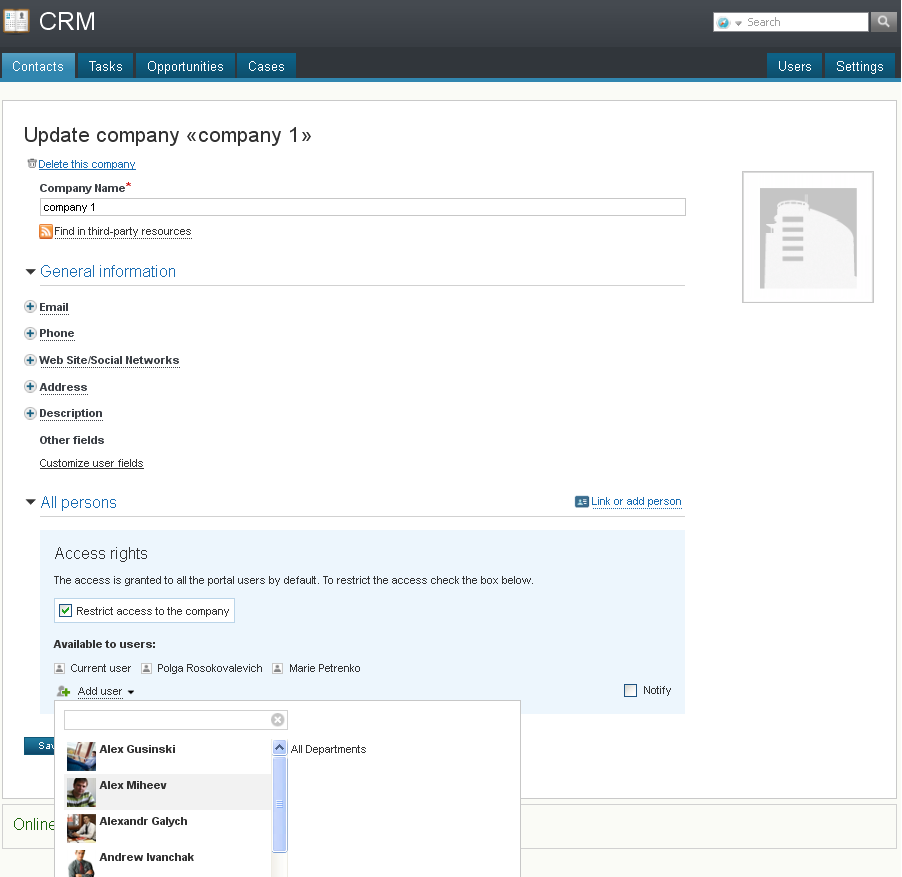 CRM
Search
Contacts Tasks Opportunities Cases Users Settings
Update company «company 1»
Delete this company
Company Name*
company 1
Find in third-party resources
General information
Email
Phone
Web Site/Social Networks
Address
Description
Other fields
Customize user fields
All persons Link or add person
Access rights
The access is granted to all the portal users by default. To restrict the access check the box below.
Restrict access to the company
Available to users:
Current user Polga Rosokovalevich Marie Petrenko
Add user Notify
Alex Gusinski All Departments
Alex Miheev
Alexandr Galych
Andrew Ivanchak
Online